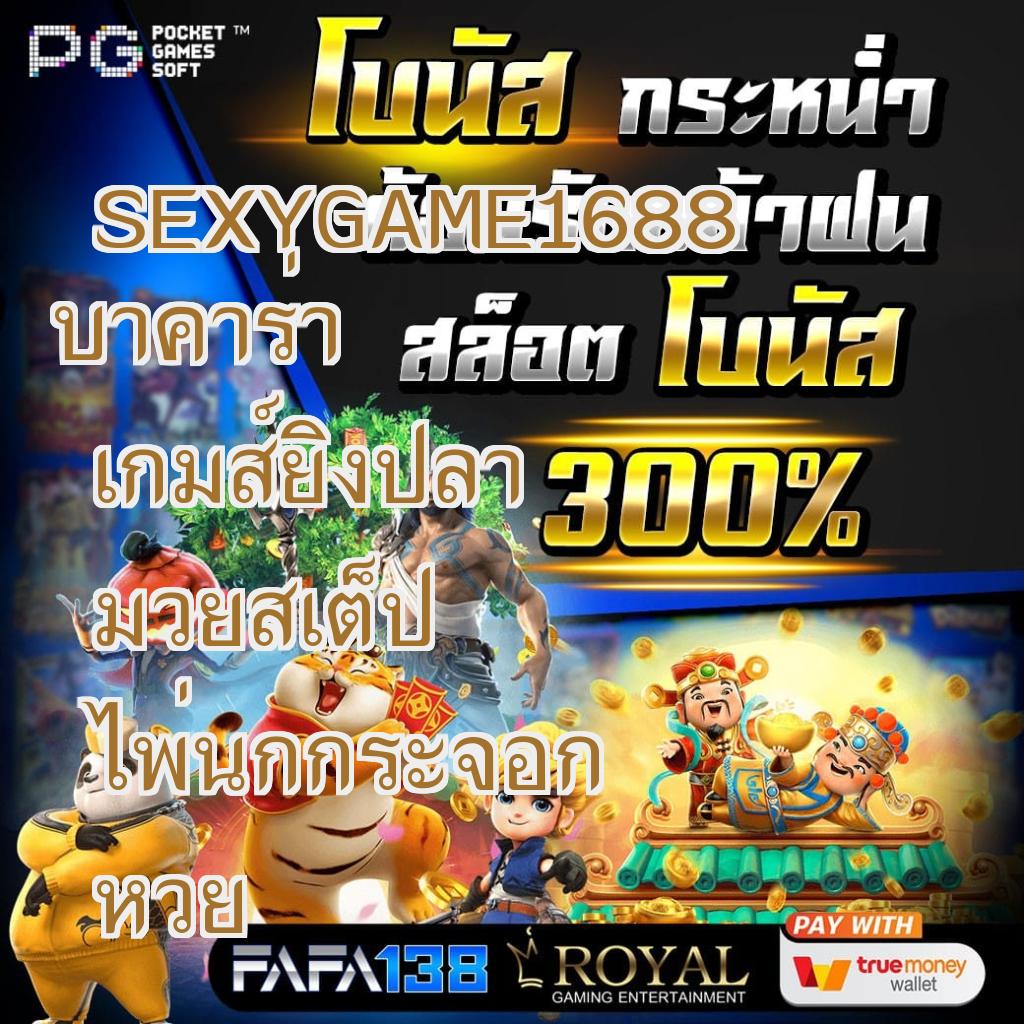 PG POCKET GAMES SOFT™
โบนัส กระหน่ำ
SEXYGAME1688
บาคารา
สล็อต โบนัส
เกมส์ยิงปลา
300%
มวยสเต็ป
ไพ่นกกระจอก
หวย
FAFA138
ROYAL
GAMING ENTERTAINMENT
PAY WITH
truemoney
wallet